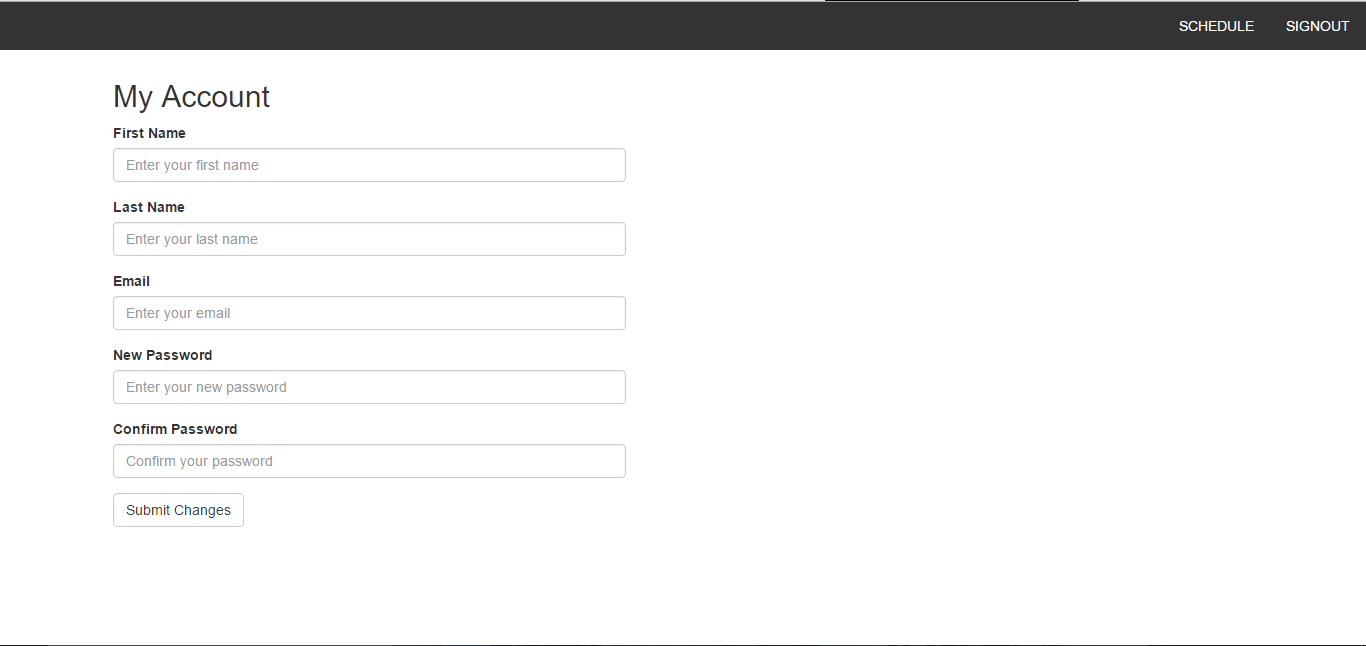 SCHEDULE SIGNOUT
My Account
First Name
Enter your first name
Last Name
Enter your last name
Email
Enter your email
New Password
Enter your new password
Confirm Password
Confirm your password
Submit Changes